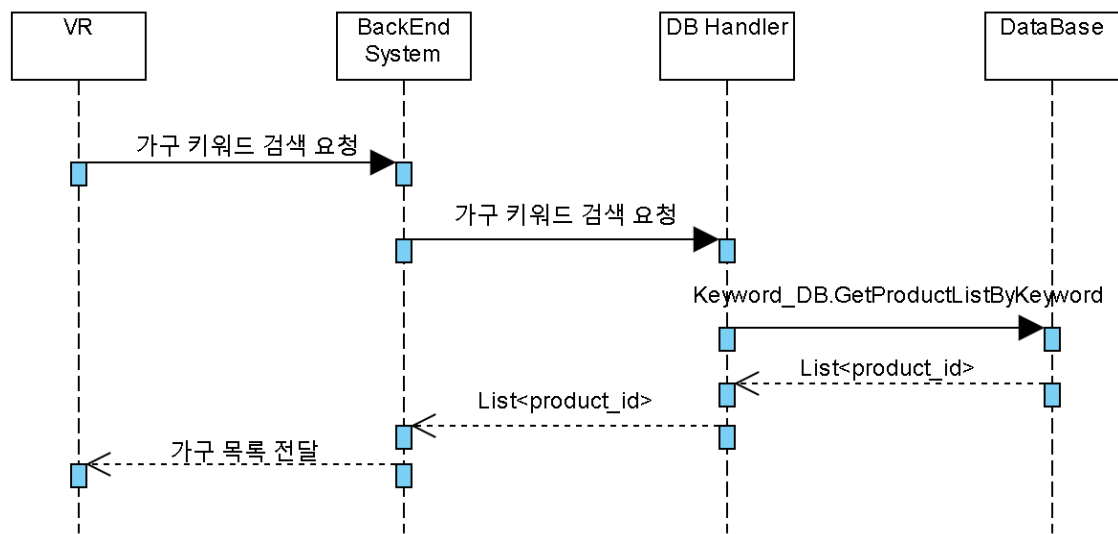 VR
BackEnd
System
DB Handler
DataBase
가구 키워드 검색 요청
가구 키워드 검색 요청
Keyword_DB.GetProductListByKeyword
List<product_id>
List<product_id>
가구 목록 전달